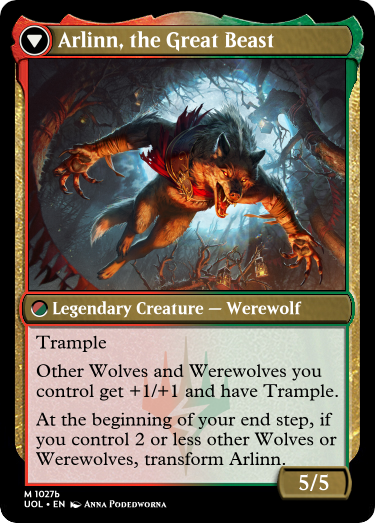 Arlinn, the Great Beast
Legendary Creature — Werewolf
Trample
Other Wolves and Werewolves you
control get +1/+1 and have Trample.
At the beginning of your end step, if
you control 2 or less other Wolves or
Werewolves, transform Arlinn.
5/5
M 1027b
UOL • EN Anna Podedworna